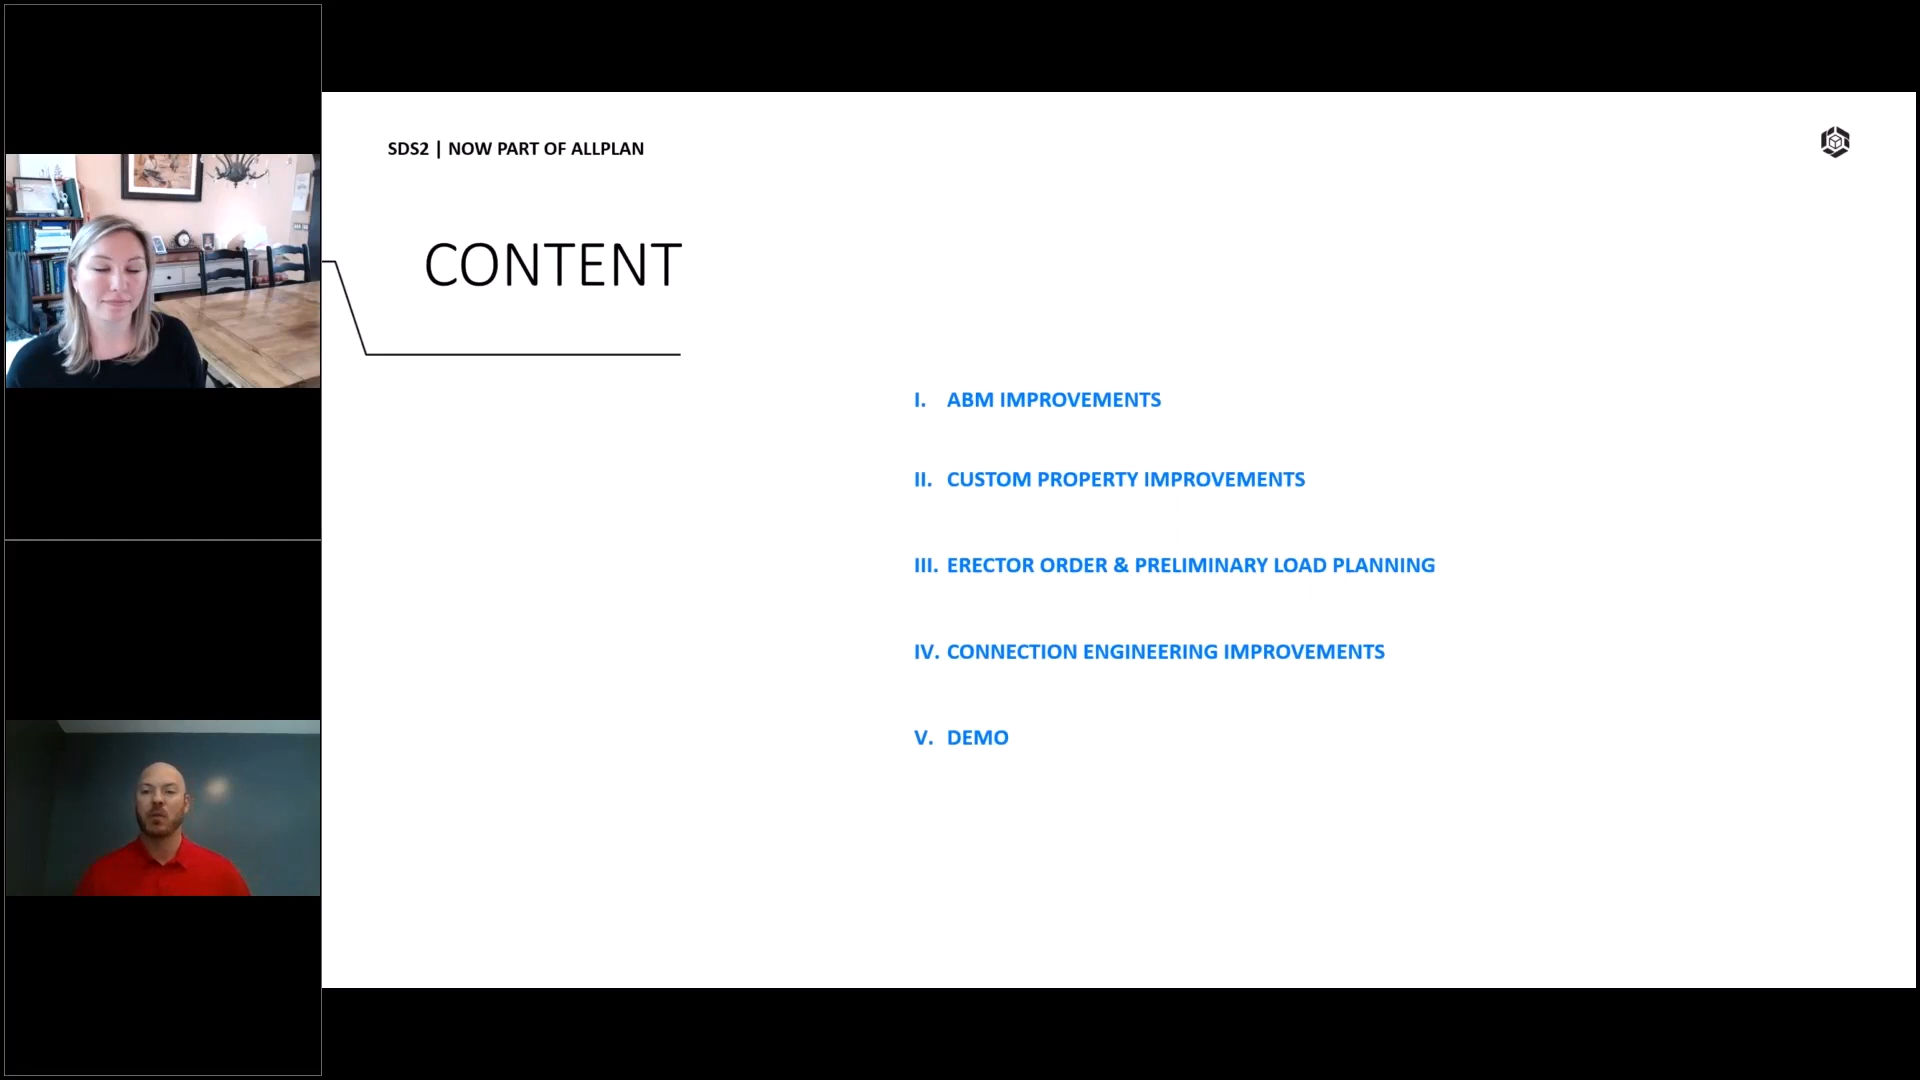 SDS2 | NOW PART OF ALLPLAN
CONTENT
I. ABM IMPROVEMENTS
II. CUSTOM PROPERTY IMPROVEMENTS
III. ERECTOR ORDER & PRELIMINARY LOAD PLANNING
IV. CONNECTION ENGINEERING IMPROVEMENTS
V. DEMO